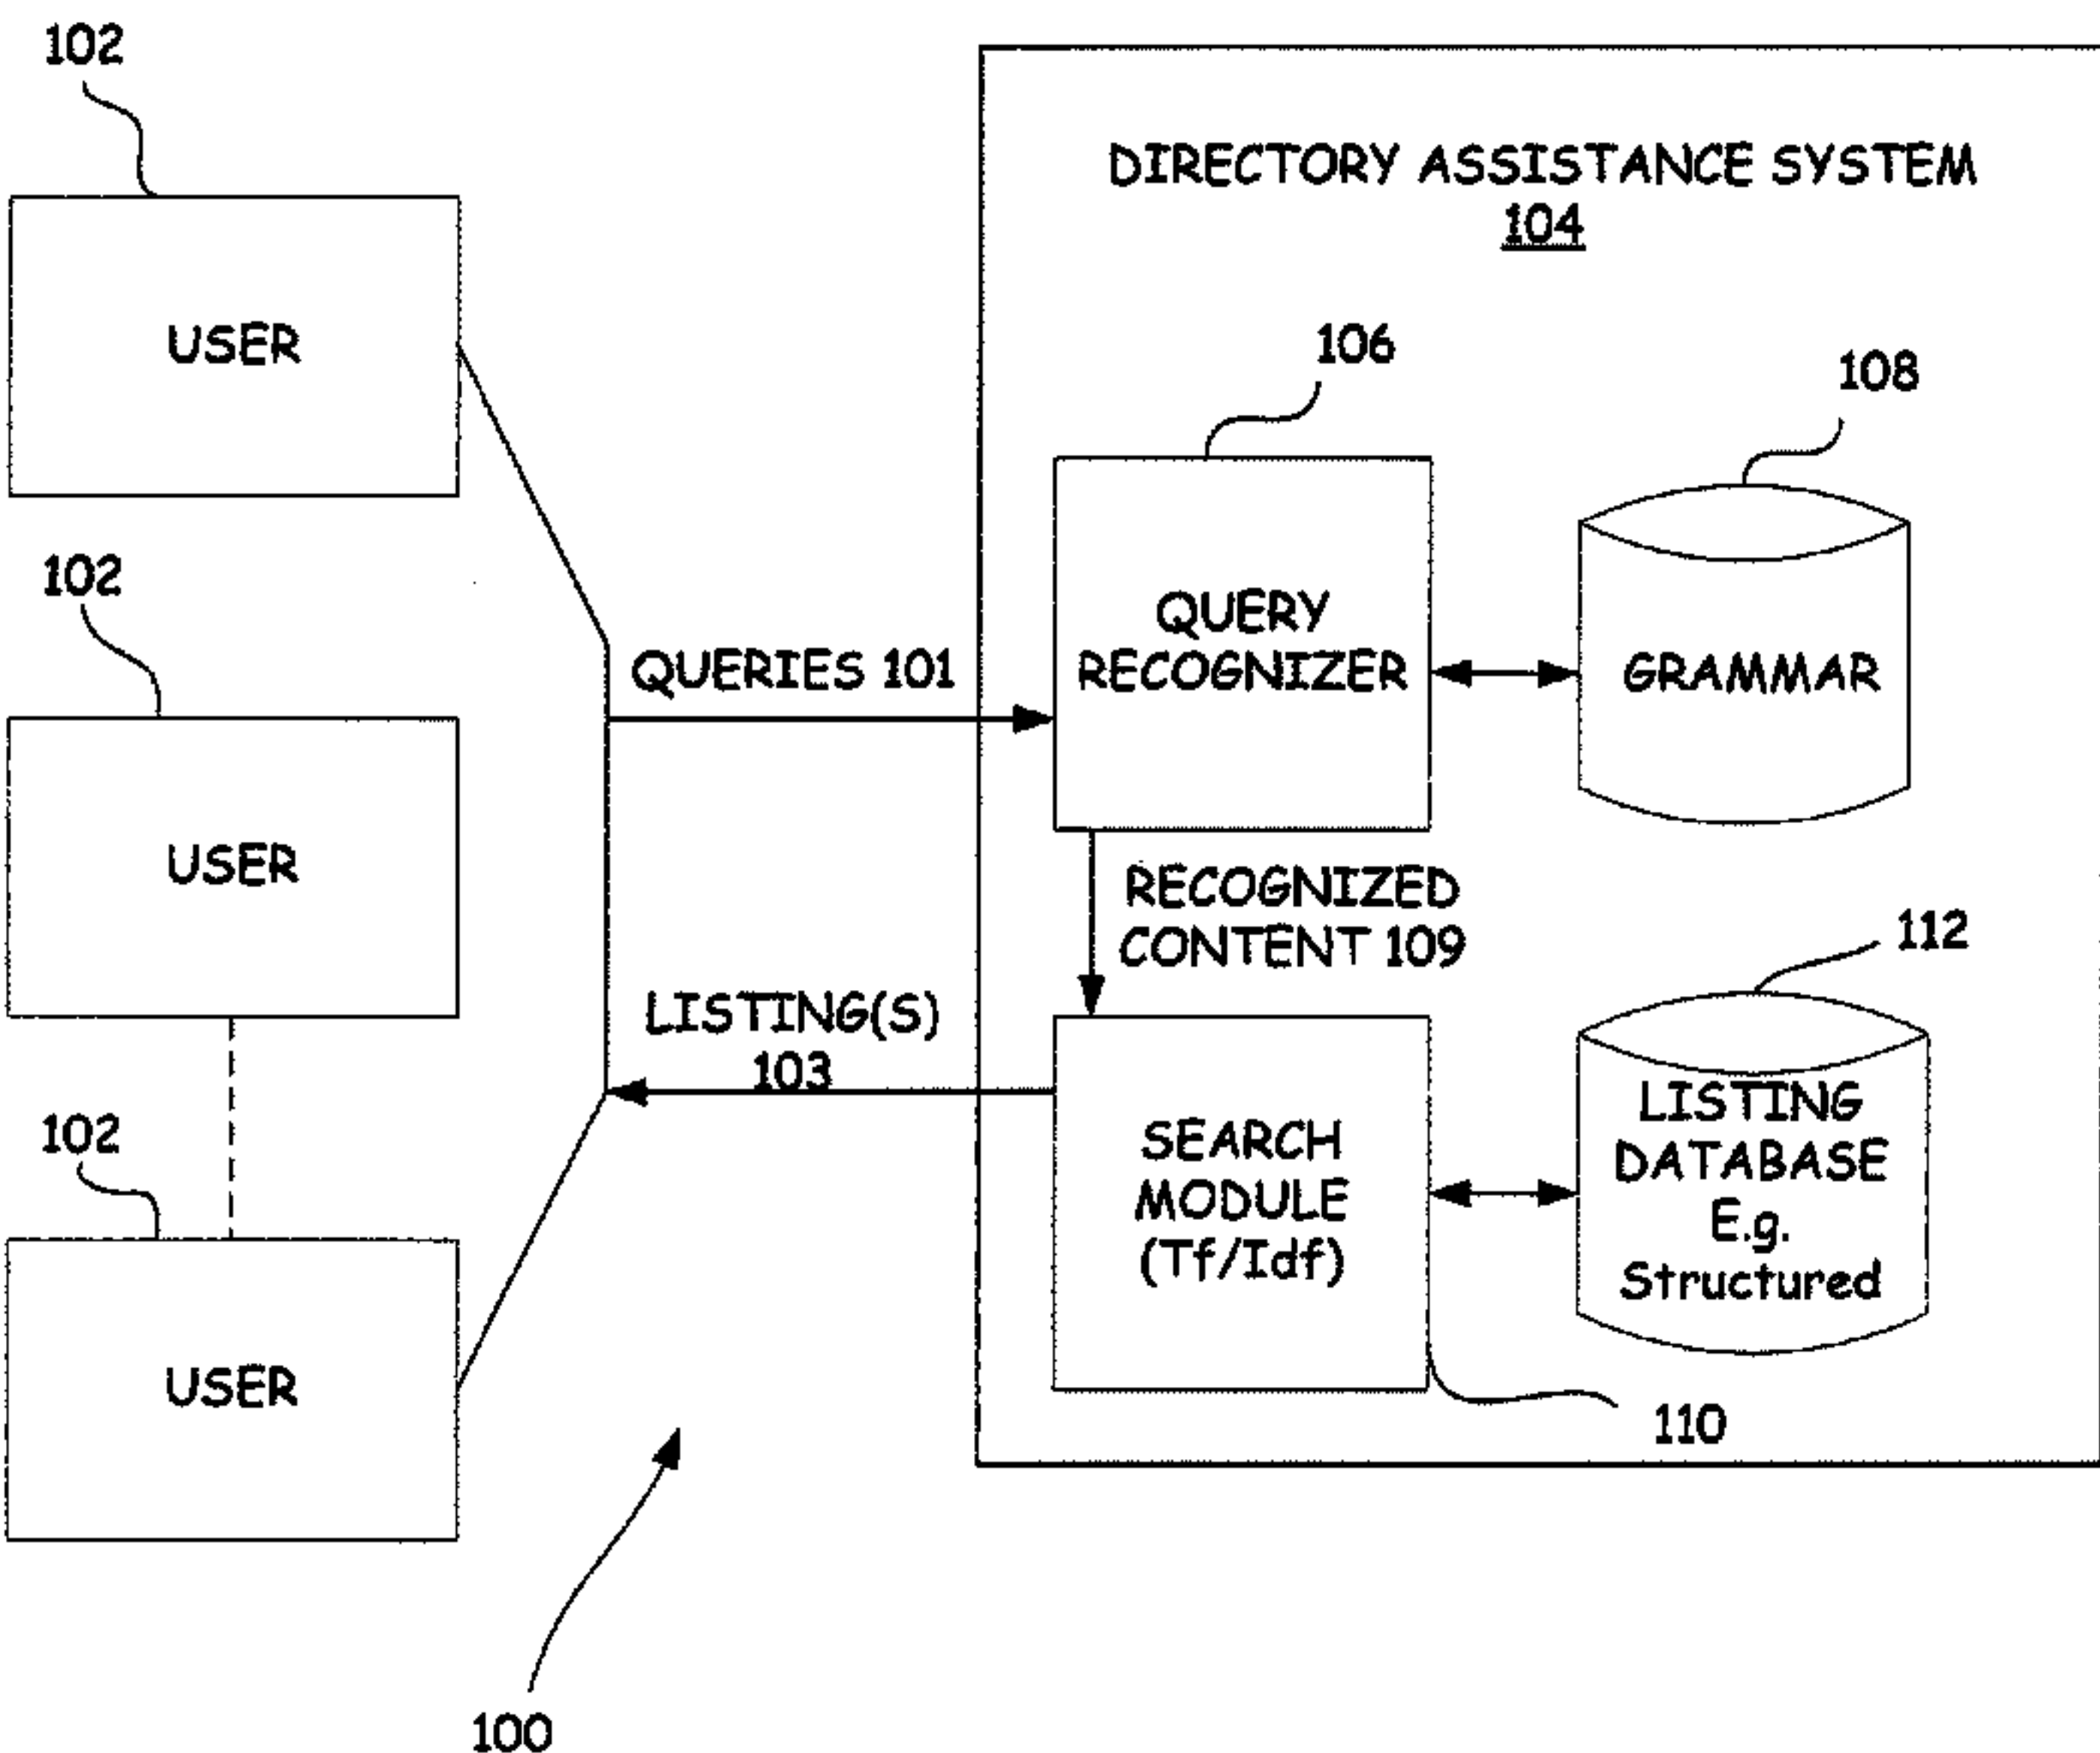 102
USER
102
USER
102
USER
QUERIES 101
LISTING(S)
103
100
DIRECTORY ASSISTANCE SYSTEM
104
106
QUERY
RECOGNIZER
108
GRAMMAR
RECOGNIZED
CONTENT 109
112
SEARCH
MODULE
(Tf/Idf)
LISTING
DATABASE
E.g.
Structured
110